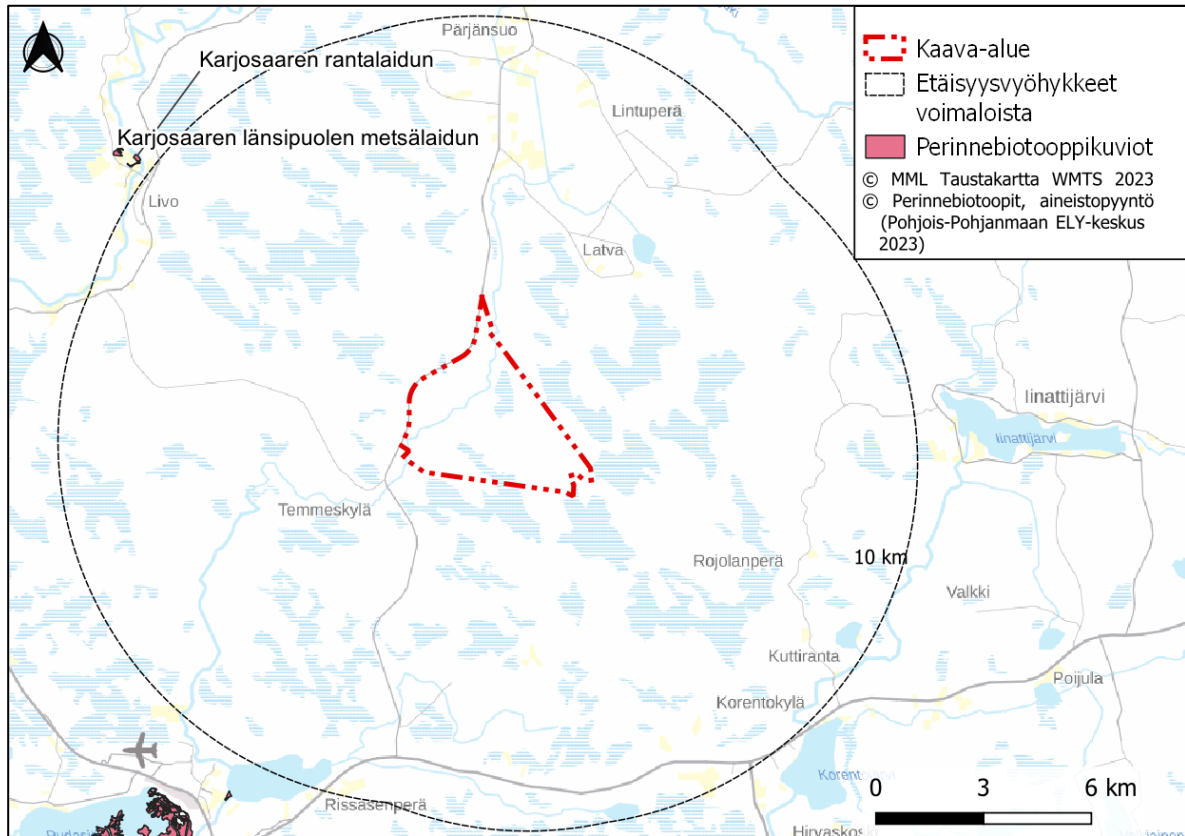 Pärjänsuo
Karjosaaren rantalaidun
Lintuperä
Karjosaaren länsipuolen metsälaidun
Livo
Latva
Kaava-alue
Etäisyysvyöhykkeet
voimaloista
Perinnebiotooppikuviot
© MML Taustakartta WMTS 2023
© Perinnebiotoopit, aineistopyyntö
(Pohjois-Pohjanmaan ELY-keskus
2023)
Iinattijärvi
Iinattijärvi
Temmeskylä
Rojolanperä
10 km
Valkki
Kuttiranta
Poijula
Korentokylä
Rissasenperä
0 3 6 km